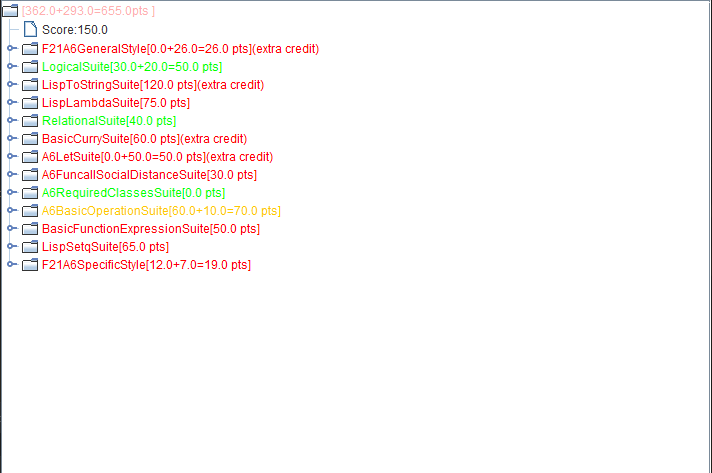 [362.0+293.0=655.0pts ]
Score:150.0
F21A6GeneralStyle[0.0+26.0=26.0 pts](extra credit)
LogicalSuite[30.0+20.0=50.0 pts]
LispToStringSuite[120.0 pts](extra credit)
LispLambdaSuite[75.0 pts]
RelationalSuite[40.0 pts]
BasicCurrySuite[60.0 pts](extra credit)
A6LetSuite[0.0+50.0=50.0 pts](extra credit)
A6FuncallSocialDistanceSuite[30.0 pts]
A6RequiredClassesSuite[0.0 pts]
A6BasicOperationSuite[60.0+10.0=70.0 pts]
BasicFunctionExpressionSuite[50.0 pts]
LispSetqSuite[65.0 pts]
F21A6SpecificStyle[12.0+7.0=19.0 pts]